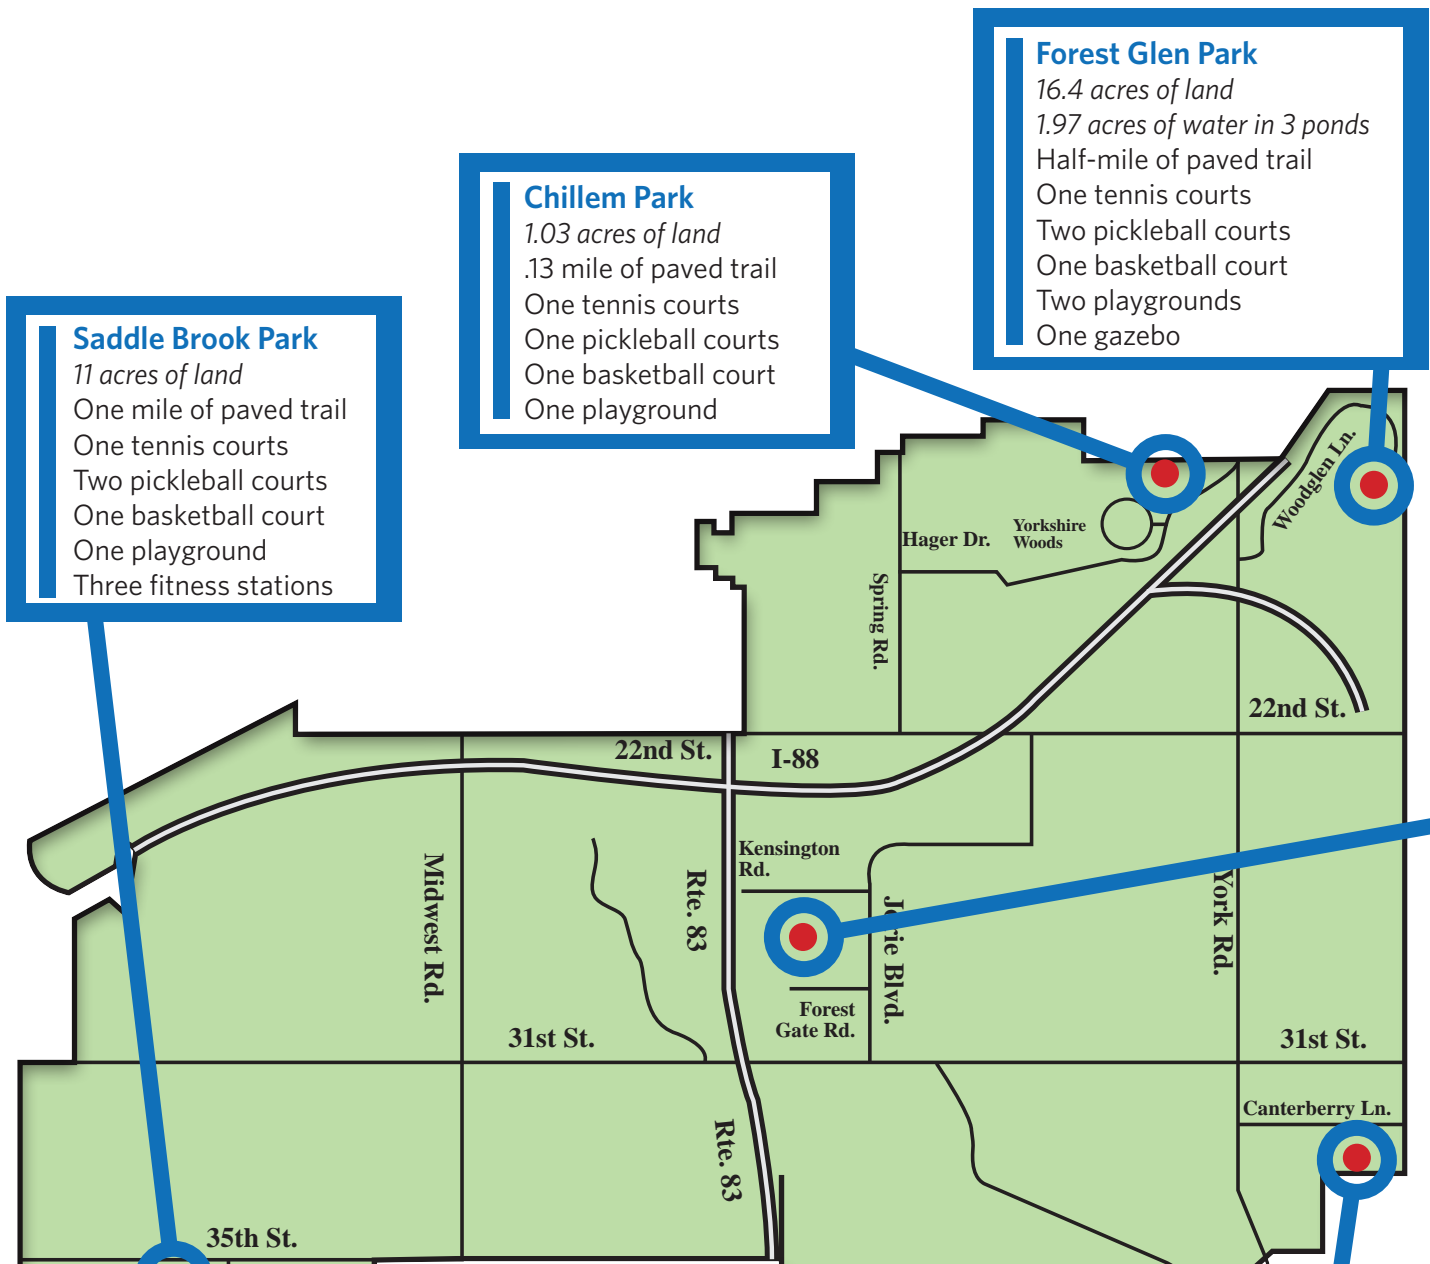 Forest Glen Park
16.4 acres of land
1.97 acres of water in 3 ponds
Half-mile of paved trail
One tennis courts
Two pickleball courts
One basketball court
Two playgrounds
One gazebo
Chillem Park
1.03 acres of land
.13 mile of paved trail
One tennis courts
One pickleball courts
One basketball court
One playground
Saddle Brook Park
11 acres of land
One mile of paved trail
One tennis courts
Two pickleball courts
One basketball court
One playground
Three fitness stations
Woodglen Ln.
Hager Dr.
Yorkshire
Woods
Spring Rd.
22nd St.
22nd St.
I-88
Kensington
Rd.
Midwest Rd.
Rte. 83
Jorie Blvd.
York Rd.
Forest
Gate Rd.
31st St.
31st St.
Canterberry Ln.
Rte. 83
35th St.